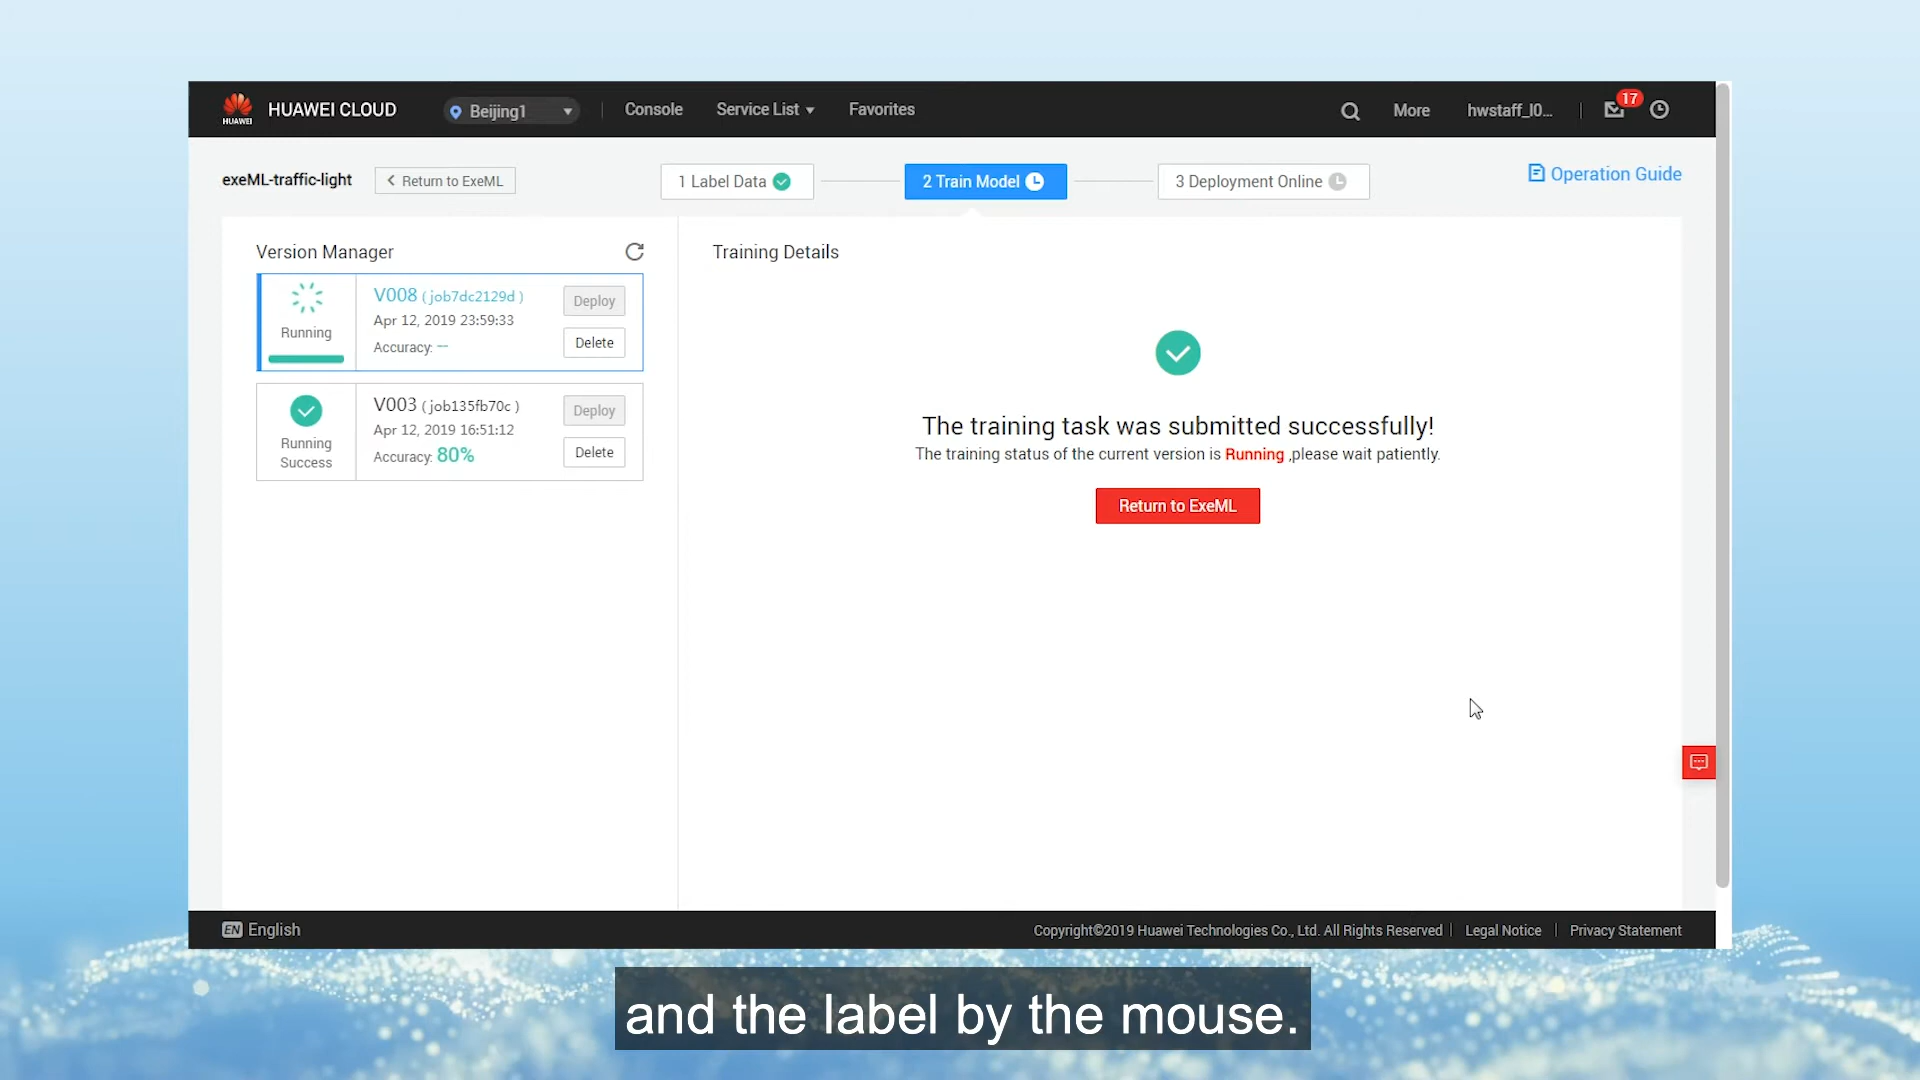 HUAWEI
HUAWEI CLOUD
Beijing1
Console
Service List
Favorites
More
hwstaff_l0...
17
exeML-traffic-light
Return to ExeML
1 Label Data
2 Train Model
3 Deployment Online
Operation Guide
Version Manager
Running
V008 ( job7dc2129d )
Apr 12, 2019 23:59:33
Accuracy: --
Deploy
Delete
Running
Success
V003 ( job135fb70c )
Apr 12, 2019 16:51:12
Accuracy: 80%
Deploy
Delete
Training Details
The training task was submitted successfully!
The training status of the current version is Running ,please wait patiently.
Return to ExeML
EN English
Copyright©2019 Huawei Technologies Co., Ltd. All Rights Reserved
Legal Notice
Privacy Statement
and the label by the mouse.